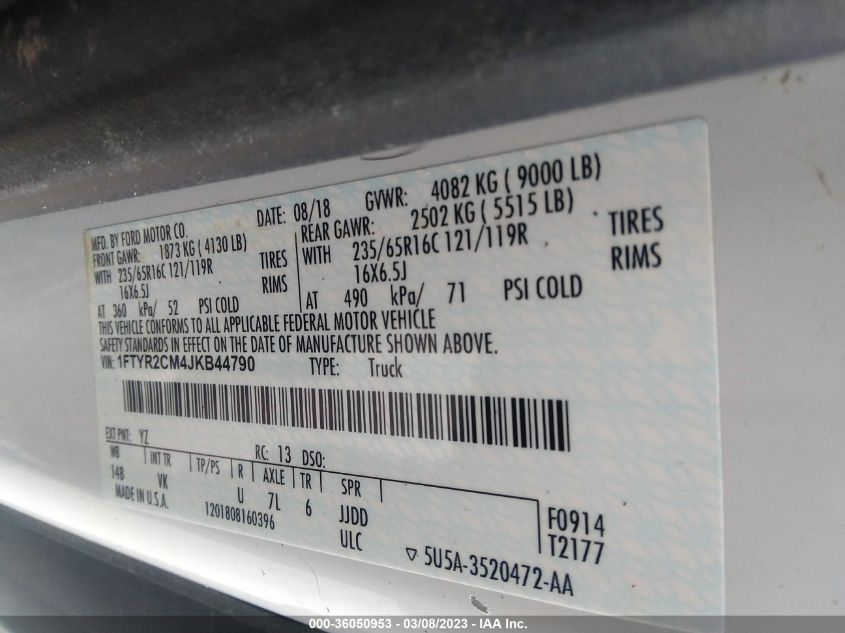 MFD. BY FORD MOTOR CO. DATE: 08/18 GVWR: 4082 KG ( 9000 LB)
FRONT GAWR: 1873 KG ( 4130 LB) REAR GAWR: 2502 KG ( 5515 LB)
WITH 235/65R16C 121/119R TIRES WITH 235/65R16C 121/119R TIRES
16X6.5J RIMS 16X6.5J RIMS
AT 360 kPa/ 52 PSI COLD AT 490 kPa/ 71 PSI COLD
THIS VEHICLE CONFORMS TO ALL APPLICABLE FEDERAL MOTOR VEHICLE
SAFETY STANDARDS IN EFFECT ON THE DATE OF MANUFACTURE SHOWN ABOVE.
VIN: 1FTYR2CM4JKB44790 TYPE: Truck
EXT PNT: YZ RC: 13 DSO:
WB INT TR TP/PS R AXLE TR SPR
148 VK U 7L 6 JJDD F0914
MADE IN U.S.A. 1201808160396 ULC T2177
5U5A-3520472-AA
000-36050953 - 03/08/2023 - IAA Inc.